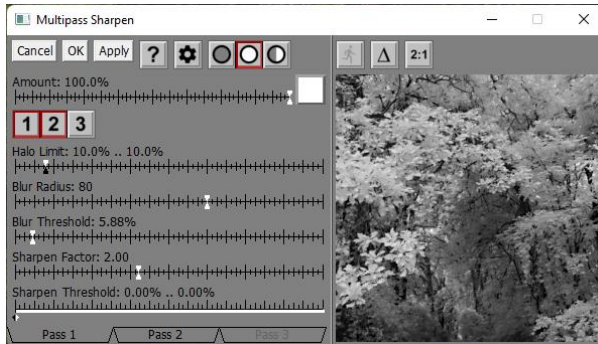 Multipass Sharpen
Cancel OK Apply ? 2:1
Amount: 100.0%
1 2 3
Halo Limit: 10.0% .. 10.0%
Blur Radius: 80
Blur Threshold: 5.88%
Sharpen Factor: 2.00
Sharpen Threshold: 0.00% .. 0.00%
Pass 1 Pass 2 Pass 3